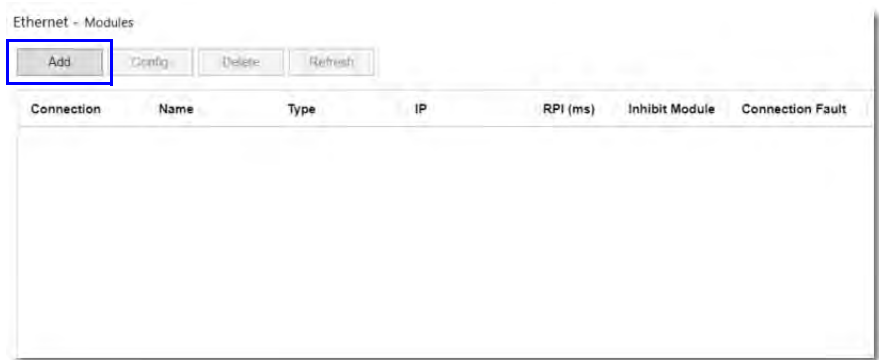 Ethernet - Modules
Add Config Delete Refresh
Connection Name Type IP RPI (ms) Inhibit Module Connection Fault